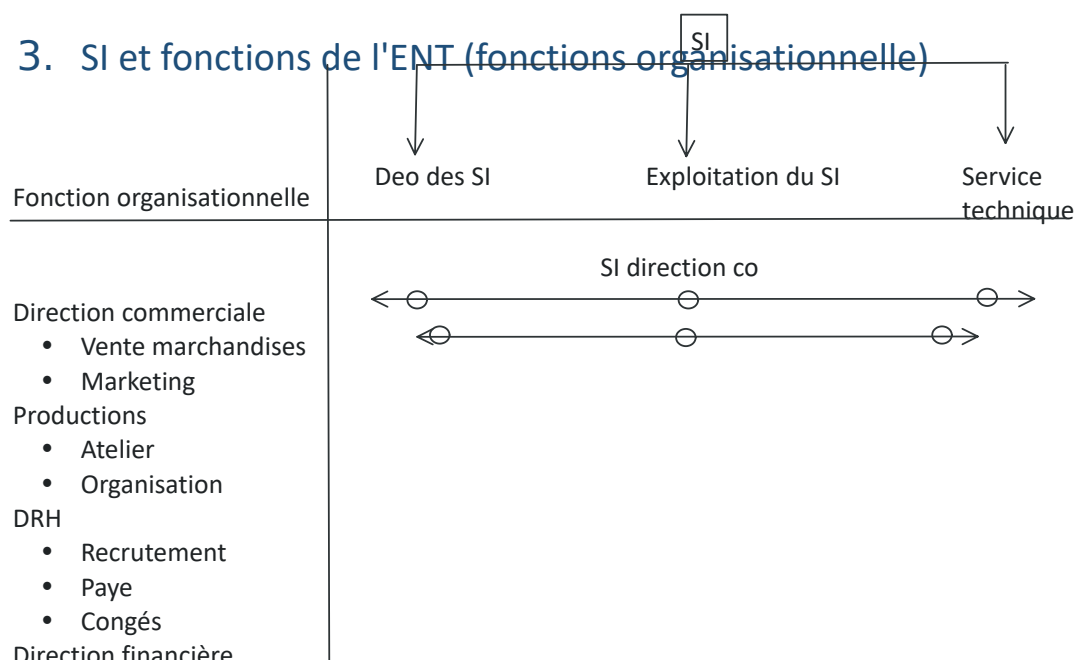 SI
3. SI et fonctions de l'ENT (fonctions organisationnelle)
Deo des SI
Exploitation du SI
Service
technique
Fonction organisationnelle
SI direction co
Direction commerciale
• Vente marchandises
• Marketing
Productions
• Atelier
• Organisation
DRH
• Recrutement
• Paye
• Congés
Direction financière